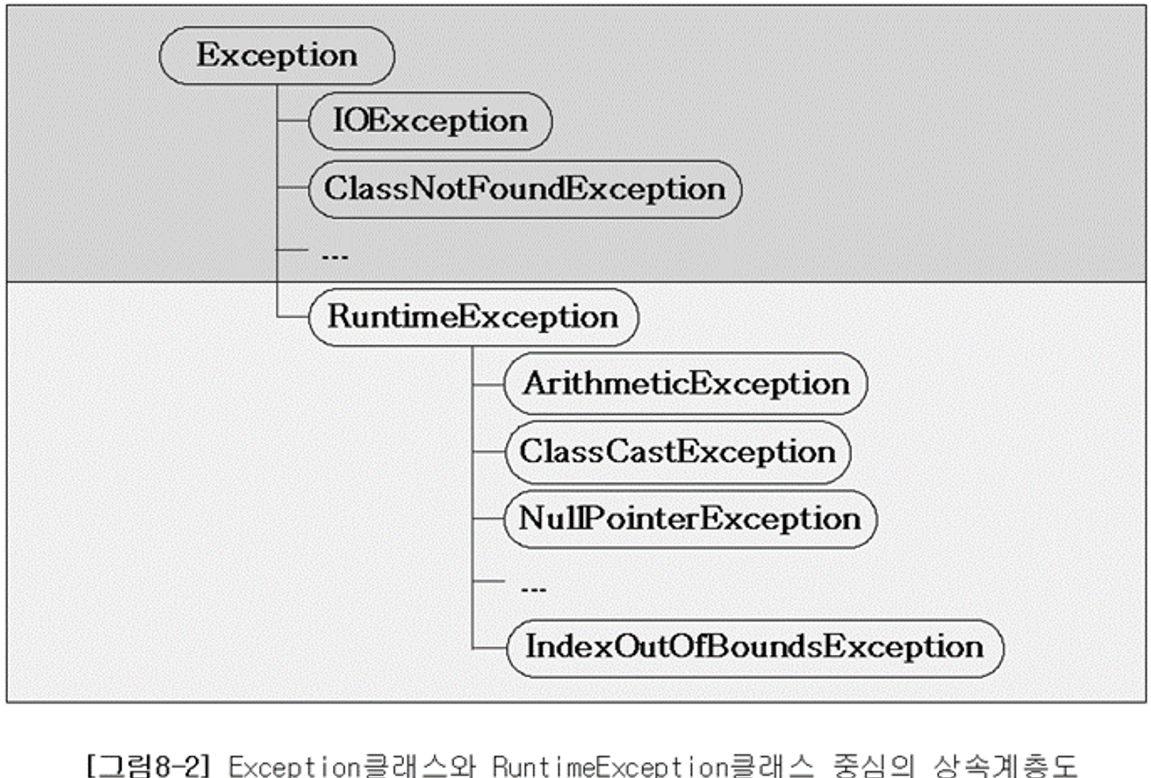 Exception
IOException
ClassNotFoundException
...
RuntimeException
ArithmeticException
ClassCastException
NullPointerException
...
IndexOutOfBoundsException
[그림8-2] Exception클래스와 RuntimeException클래스 중심의 상속계층도